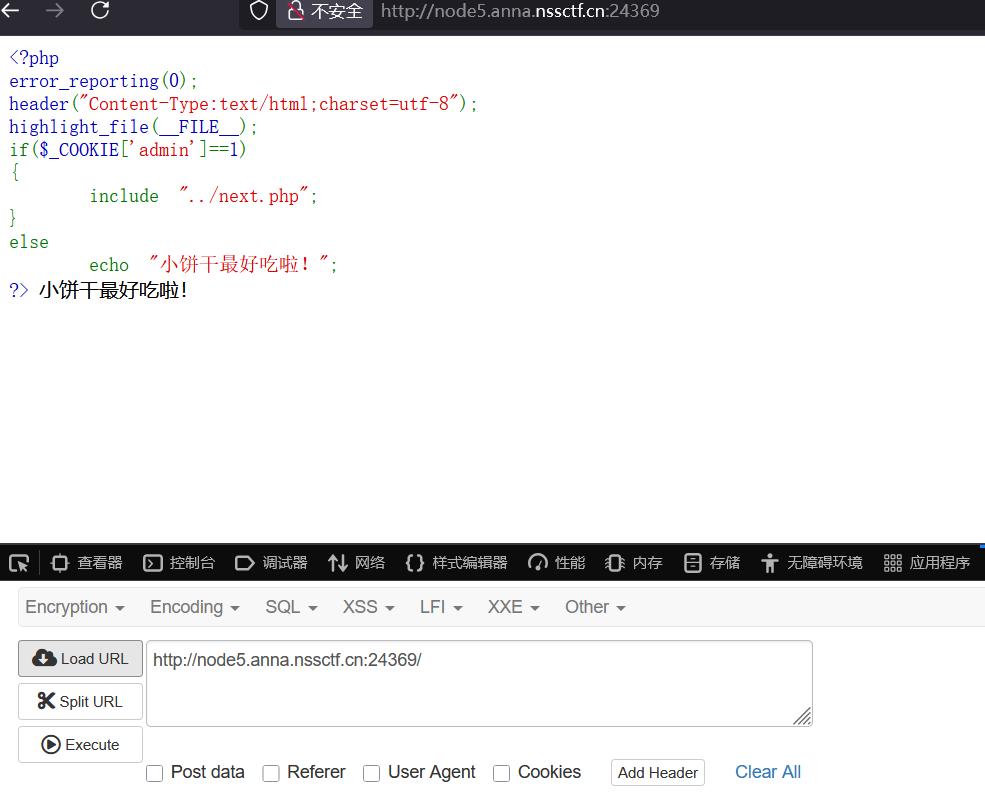 不安全 http://node5.anna.nssctf.cn:24369
<?php
error_reporting(0);
header("Content-Type:text/html;charset=utf-8");
highlight_file(__FILE__);
if($_COOKIE['admin']==1)
{
include "../next.php";
}
else
echo "小饼干最好吃啦！";
?> 小饼干最好吃啦！
查看器 控制台 调试器 网络 样式编辑器 性能 内存 存储 无障碍环境 应用程序
Encryption Encoding SQL XSS LFI XXE Other
Load URL http://node5.anna.nssctf.cn:24369/
Split URL
Execute
Post data Referer User Agent Cookies Add Header Clear All